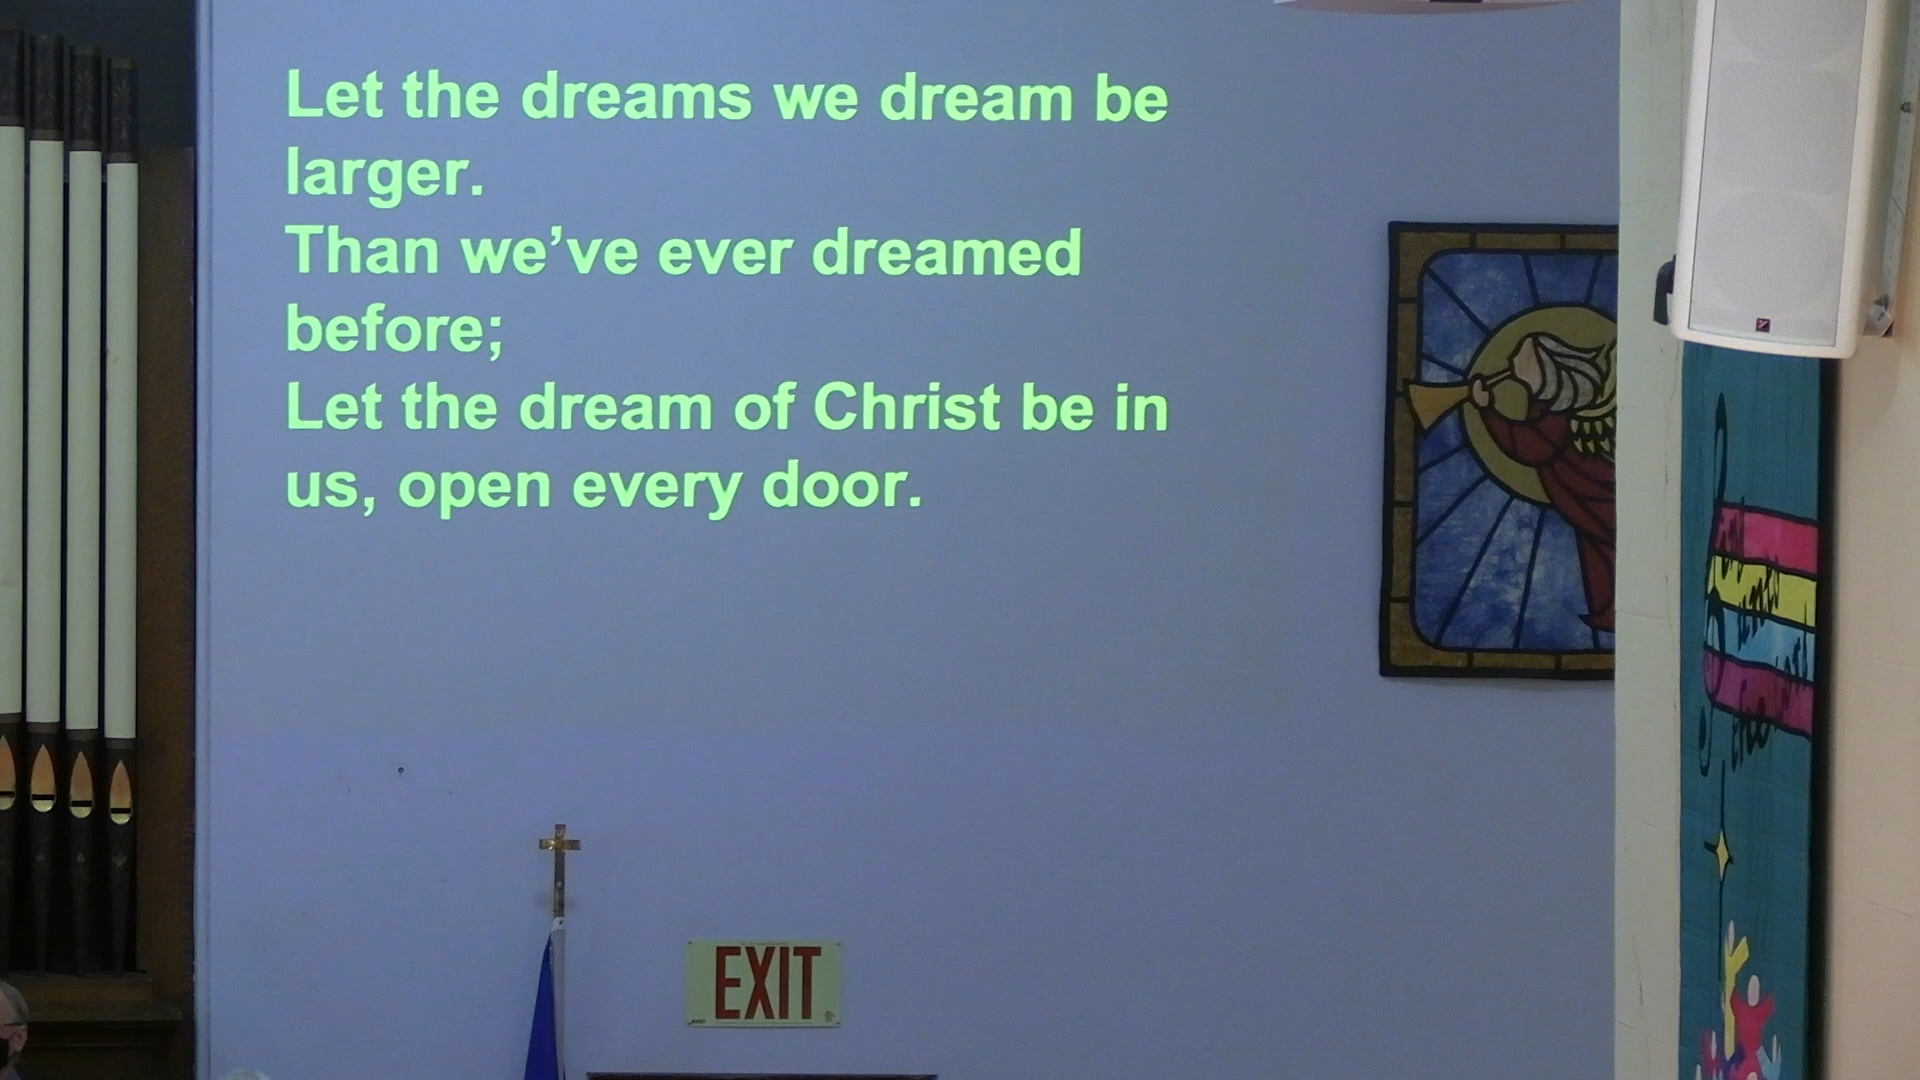 Let the dreams we dream be
larger.
Than we've ever dreamed
before;
Let the dream of Christ be in
us, open every door.
EXIT
unto